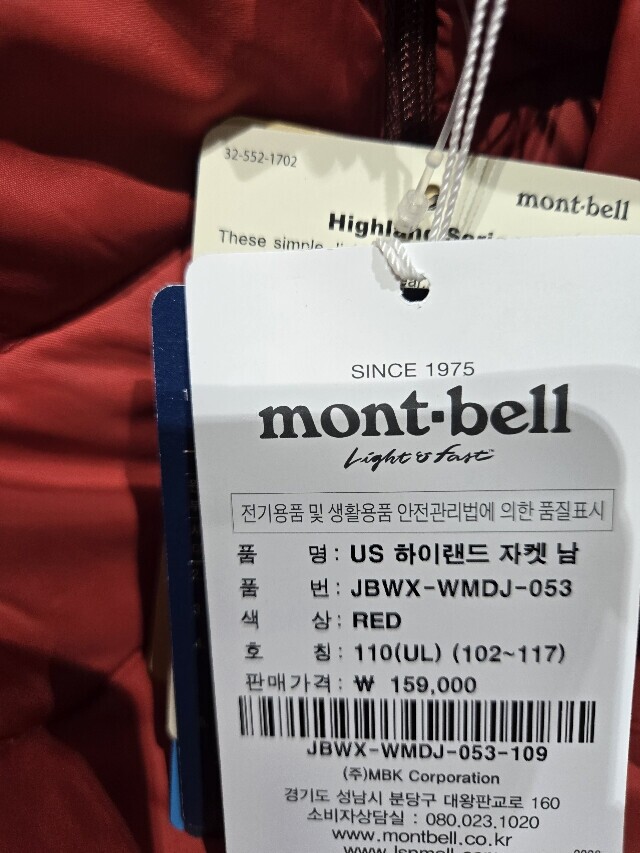 32-552-1702
mont·bell
Highland Series
These simple
SINCE 1975
mont·bell
Light & Fast
전기용품 및 생활용품 안전관리법에 의한 품질표시
품 명 : US 하이랜드 자켓 남
품 번 : JBWX-WMDJ-053
색 상 : RED
호 칭 : 110(UL) (102~117)
판매가격 : ₩ 159,000
JBWX-WMDJ-053-109
(주)MBK Corporation
경기도 성남시 분당구 대왕판교로 160
소비자상담실 : 080.023.1020
www.montbell.co.kr